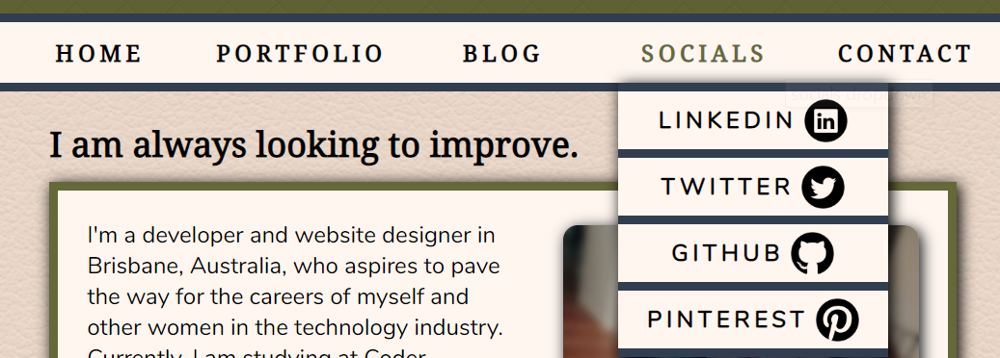 HOME PORTFOLIO BLOG SOCIALS CONTACT
socials dropdown
LINKEDIN in
TWITTER
GITHUB
PINTEREST
I am always looking to improve.
I'm a developer and website designer in
Brisbane, Australia, who aspires to pave
the way for the careers of myself and
other women in the technology industry.
Currently, I am studying at Coder